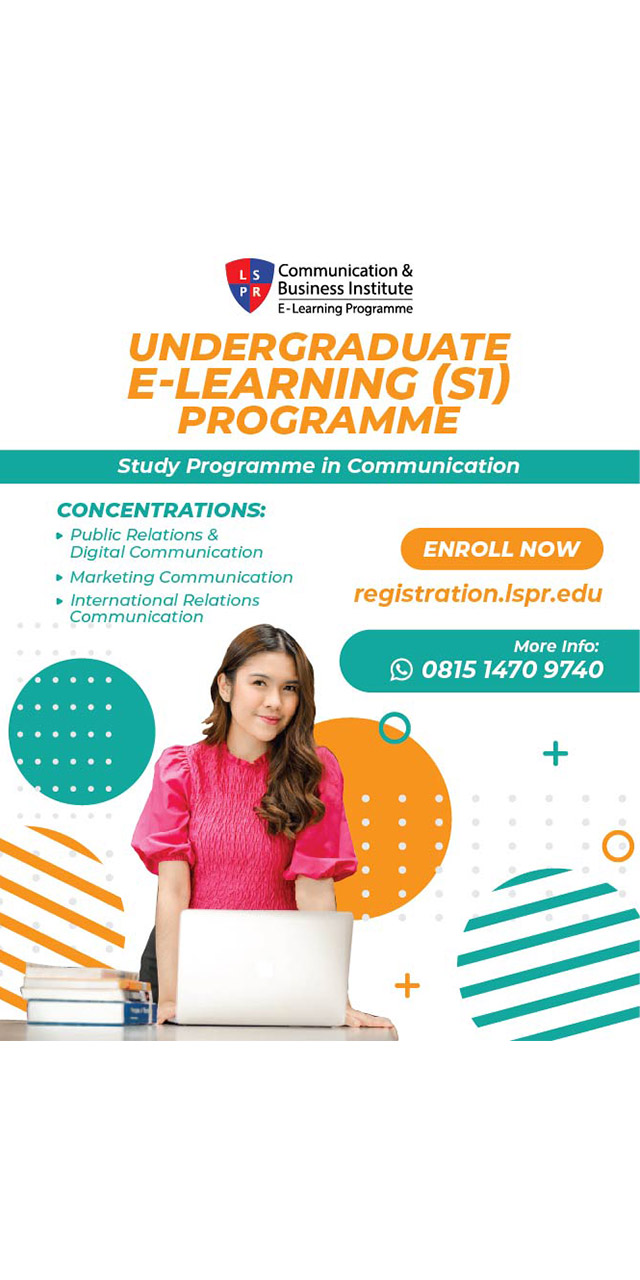 L S
P R
Communication &
Business Institute
E-Learning Programme
UNDERGRADUATE
E-LEARNING (S1)
PROGRAMME
Study Programme in Communication
CONCENTRATIONS:
Public Relations &
Digital Communication
Marketing Communication
International Relations
Communication
ENROLL NOW
registration.lspr.edu
More Info:
0815 1470 9740